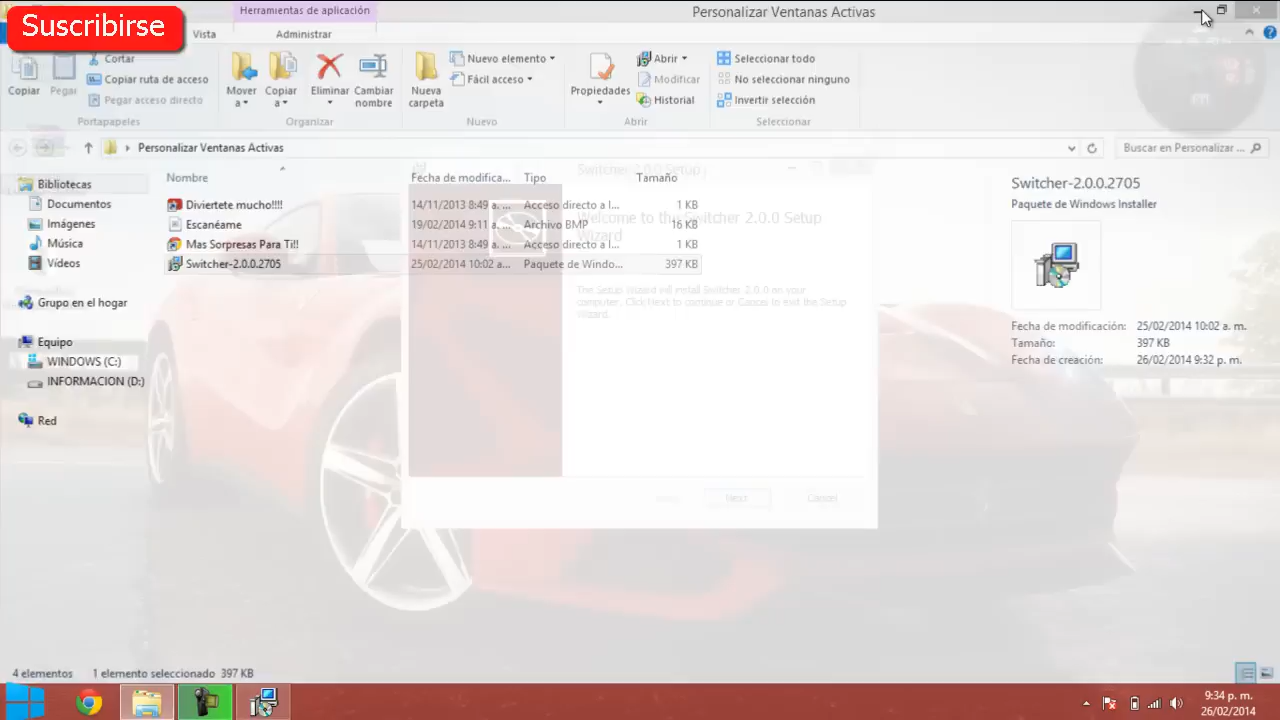 Suscribirse
Herramientas de aplicación
Personalizar Ventanas Activas
Vista
Administrar
Copiar
Pegar
Cortar
Copiar ruta de acceso
Pegar acceso directo
Portapapeles
Mover a
Copiar a
Eliminar
Cambiar nombre
Organizar
Nueva carpeta
Nuevo elemento
Fácil acceso
Nuevo
Propiedades
Abrir
Modificar
Historial
Abrir
Seleccionar todo
No seleccionar ninguno
Invertir selección
Seleccionar
Personalizar Ventanas Activas
Buscar en Personalizar ...
Bibliotecas
Documentos
Imágenes
Música
Vídeos
Grupo en el hogar
Equipo
WINDOWS (C:)
INFORMACION (D:)
Red
Nombre Fecha de modifica... Tipo Tamaño
Diviertete mucho!!!! 14/11/2013 8:49 a. ... Acceso directo a I... 1 KB
Escanéame 19/02/2014 9:11 a. ... Archivo BMP 16 KB
Mas Sorpresas Para Ti!! 14/11/2013 8:49 a. ... Acceso directo a I... 1 KB
Switcher-2.0.0.2705 25/02/2014 10:02 a... Paquete de Windo... 397 KB
Switcher 2.0.0 Setup
Welcome to the Switcher 2.0.0 Setup
Wizard
The Setup Wizard will install Switcher 2.0.0 on your
computer. Click Next to continue or Cancel to exit the Setup
Wizard.
Next
Cancel
Switcher-2.0.0.2705
Paquete de Windows Installer
Fecha de modificación: 25/02/2014 10:02 a. m.
Tamaño: 397 KB
Fecha de creación: 26/02/2014 9:32 p. m.
4 elementos 1 elemento seleccionado 397 KB
9:34 p. m.
26/02/2014